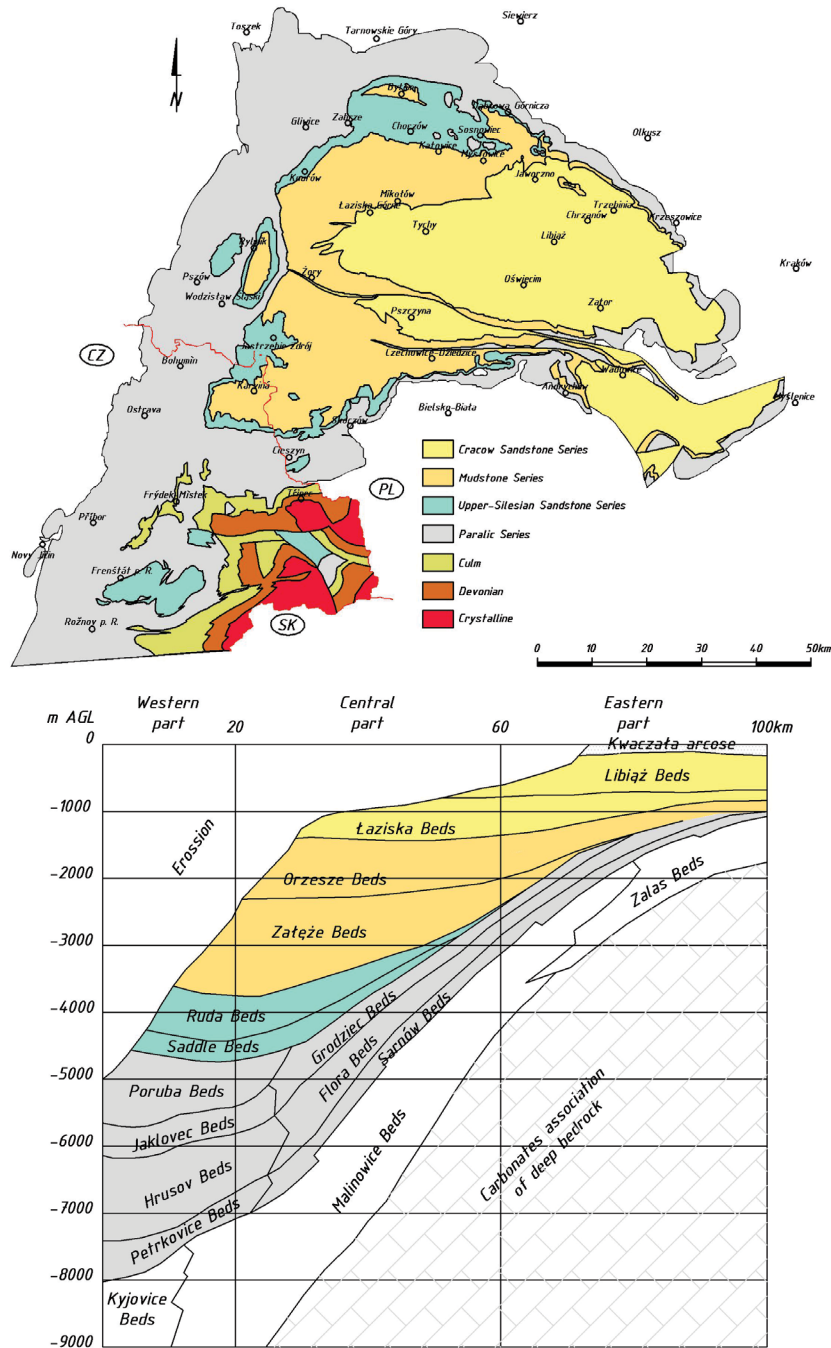 Toszek
Tarnowskie Góry
Siewierz
N
Bytom
Dąbrowa Górnicza
Gliwice
Zabrze
Chorzów
Sosnowiec
Olkusz
Katowice
Mysłowice
Knurów
Jaworzno
Mikołów
Łaziska Górne
Trzebinia
Chrzanów
Krzeszowice
Tychy
Libiąż
Rybnik
Kraków
Pszów
Żory
Oświęcim
Wodzisław Śląski
Zator
Pszczyna
CZ
Jastrzębie Zdrój
Bohumín
Czechowice-Dziedzice
Wadowice
Karviná
Andrychów
Ostrava
Bielsko-Biała
Myślenice
Skoczów
Cieszyn
Cracow Sandstone Series
Mudstone Series
Upper-Silesian Sandstone Series
Paralic Series
Culm
Devonian
Crystalline
PL
Frýdek Místek
Třinec
Příbor
Novy Jičín
Frenštát p. R.
Rožnov p. R.
SK
0 10 20 30 40 50km
Western part
Central part
Eastern part
m AGL
20
60
100km
0
-1000
-2000
-3000
-4000
-5000
-6000
-7000
-8000
-9000
Kwaczała arcose
Libiąż Beds
Łaziska Beds
Erossion
Orzesze Beds
Zalas Beds
Załęże Beds
Ruda Beds
Saddle Beds
Grodziec Beds
Flora Beds
Sarnów Beds
Poruba Beds
Jaklovec Beds
Hrusov Beds
Petrkovice Beds
Malinowice Beds
Carbonates association
of deep bedrock
Kyjovice
Beds